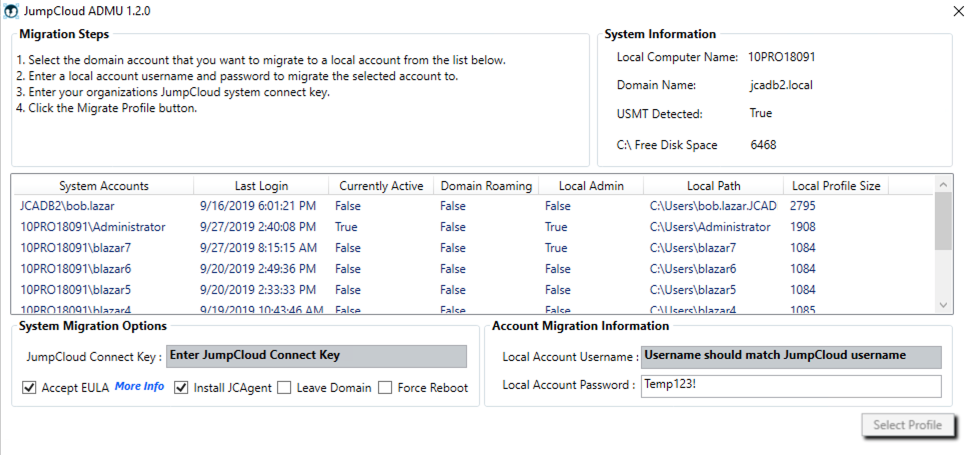 JumpCloud ADMU 1.2.0
Migration Steps
1. Select the domain account that you want to migrate to a local account from the list below.
2. Enter a local account username and password to migrate the selected account to.
3. Enter your organizations JumpCloud system connect key.
4. Click the Migrate Profile button.
System Information
Local Computer Name: 10PRO18091
Domain Name: jcadb2.local
USMT Detected: True
C:\ Free Disk Space 6468
System Accounts Last Login Currently Active Domain Roaming Local Admin Local Path Local Profile Size
JCADB2\bob.lazar 9/16/2019 6:01:21 PM False False False C:\Users\bob.lazar.JCAD 2795
10PRO18091\Administrator 9/27/2019 2:40:08 PM True False True C:\Users\Administrator 1908
10PRO18091\blazar7 9/27/2019 8:15:15 AM False False True C:\Users\blazar7 1084
10PRO18091\blazar6 9/20/2019 2:49:36 PM False False False C:\Users\blazar6 1084
10PRO18091\blazar5 9/20/2019 2:33:33 PM False False False C:\Users\blazar5 1084
10PRO18091\blazar4 9/19/2019 10:43:46 AM False False False C:\Users\blazar4 1085
System Migration Options
JumpCloud Connect Key : Enter JumpCloud Connect Key
Accept EULA More Info Install JCAgent Leave Domain Force Reboot
Account Migration Information
Local Account Username : Username should match JumpCloud username
Local Account Password : Temp123!
Select Profile